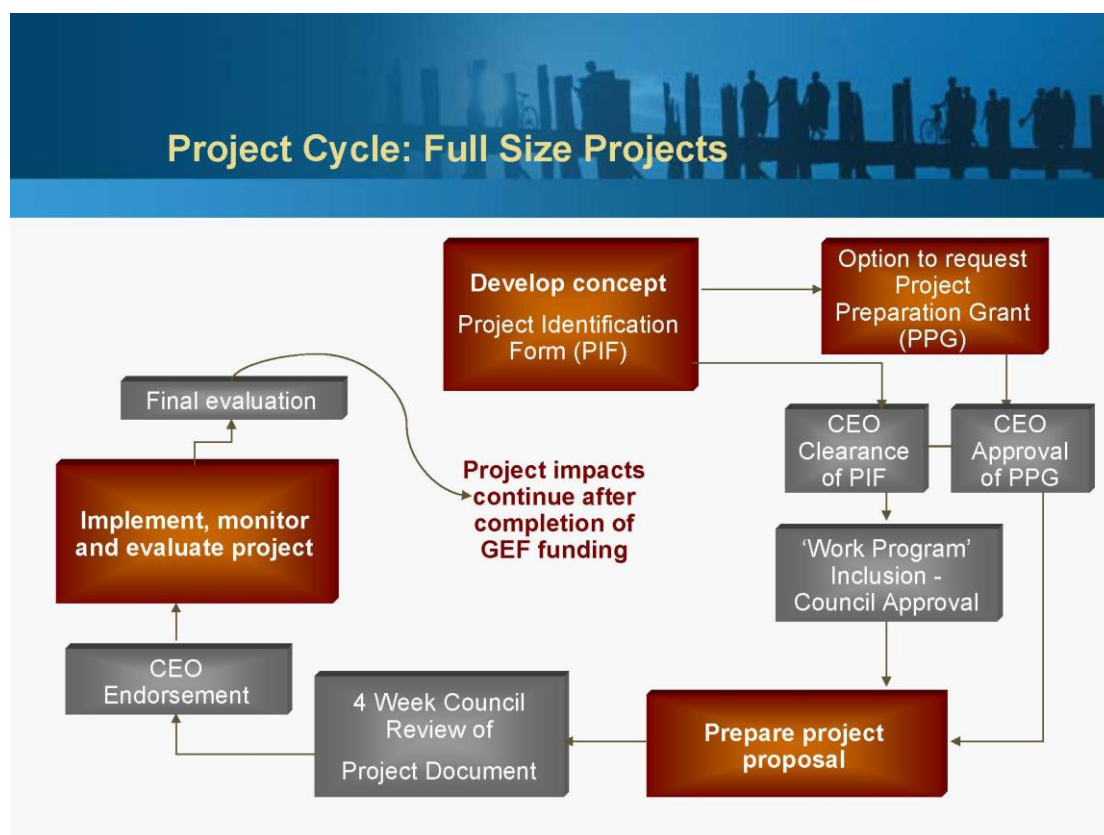 Project Cycle: Full Size Projects
Develop concept
Project Identification
Form (PIF)
Option to request
Project
Preparation Grant
(PPG)
CEO
Clearance
of PIF
CEO
Approval
of PPG
‘Work Program’
Inclusion -
Council Approval
Prepare project
proposal
4 Week Council
Review of
Project Document
CEO
Endorsement
Implement, monitor
and evaluate project
Final evaluation
Project impacts
continue after
completion of
GEF funding